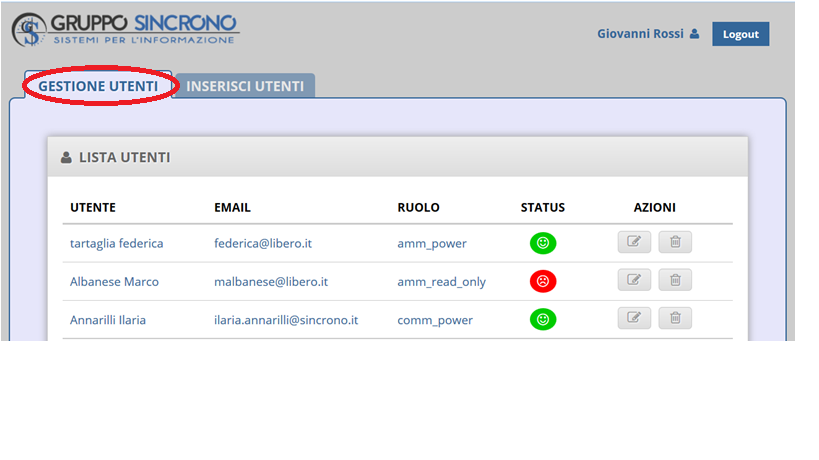 GRUPPO SINCRONO
SISTEMI PER L'INFORMAZIONE
Giovanni Rossi Logout
GESTIONE UTENTI INSERISCI UTENTI
LISTA UTENTI
UTENTE EMAIL RUOLO STATUS AZIONI
tartaglia federica federica@libero.it amm_power
Albanese Marco malbanese@libero.it amm_read_only
Annarilli Ilaria ilaria.annarilli@sincrono.it comm_power